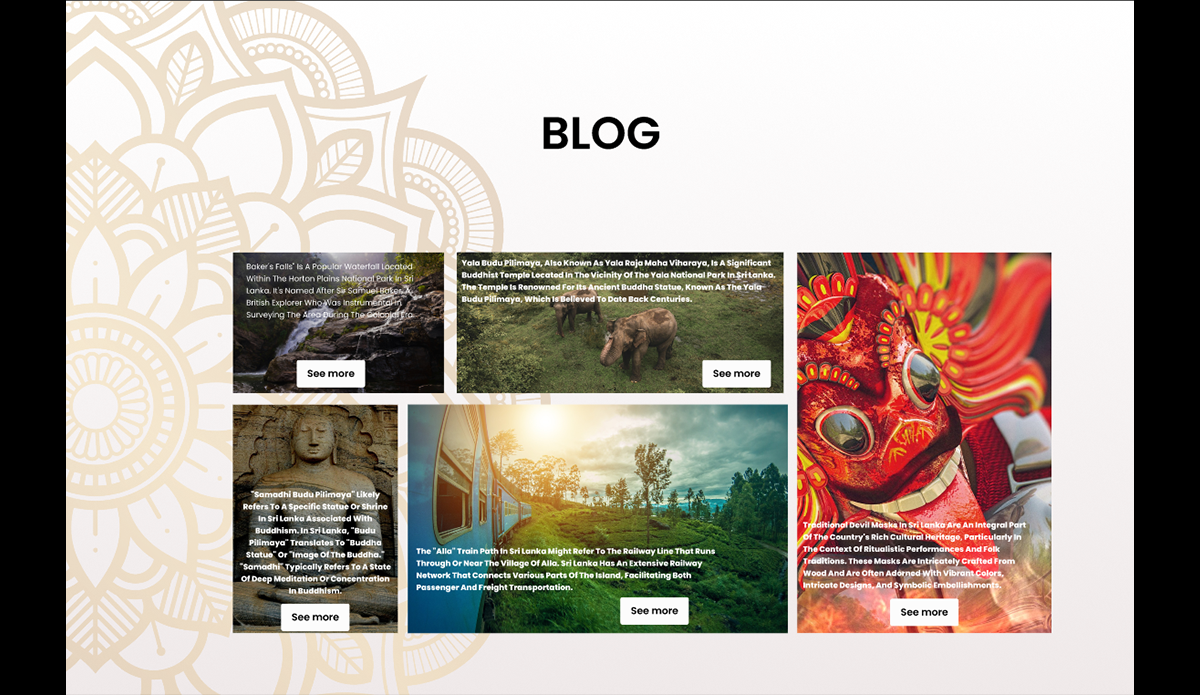 BLOG
Baker's Falls" Is A Popular Waterfall Located
Within The Horton Plains National Park In Sri
Lanka. It's Named After Sir Samuel Baker, A
British Explorer Who Was Instrumental In
Surveying The Area During The Colonial Era.
See more
Yala Budu Pilimaya, Also Known As Yala Raja Maha Viharaya, Is A Significant
Buddhist Temple Located In The Vicinity Of The Yala National Park In Sri Lanka.
The Temple Is Renowned For Its Ancient Buddha Statue, Known As The Yala
Budu Pilimaya, Which Is Believed To Date Back Centuries.
See more
"Samadhi Budu Pilimaya" Likely
Refers To A Specific Statue Or Shrine
In Sri Lanka Associated With
Buddhism. In Sri Lanka, "Budu
Pilimaya" Translates To "Buddha
Statue" Or "Image Of The Buddha."
"Samadhi" Typically Refers To A State
Of Deep Meditation Or Concentration
In Buddhism.
See more
The "Alla" Train Path In Sri Lanka Might Refer To The Railway Line That Runs
Through Or Near The Village Of Alla. Sri Lanka Has An Extensive Railway
Network That Connects Various Parts Of The Island, Facilitating Both
Passenger And Freight Transportation.
See more
Traditional Devil Masks In Sri Lanka Are An Integral Part
Of The Country's Rich Cultural Heritage, Particularly In
The Context Of Ritualistic Performances And Folk
Traditions. These Masks Are Intricately Crafted From
Wood And Are Often Adorned With Vibrant Colors,
Intricate Designs, And Symbolic Embellishments.
See more